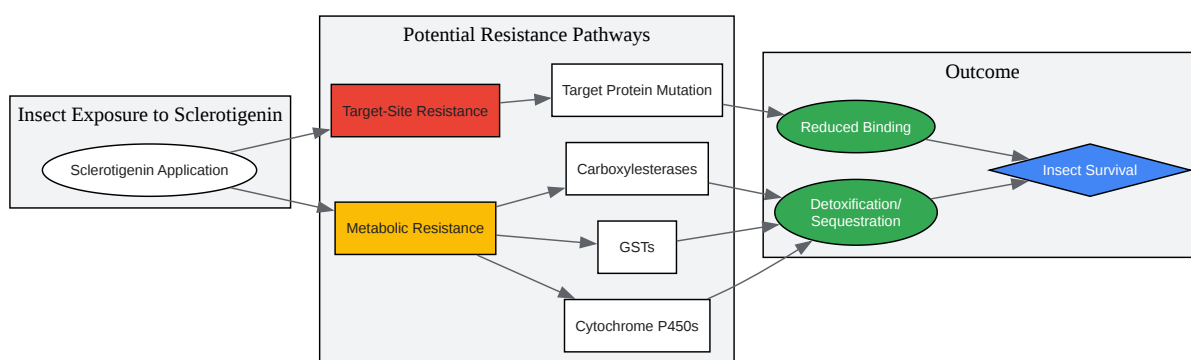 Insect Exposure to Sclerotigenin
Sclerotigenin Application
Potential Resistance Pathways
Target-Site Resistance
Metabolic Resistance
Target Protein Mutation
Carboxylesterases
GSTs
Cytochrome P450s
Outcome
Reduced Binding
Detoxification/
Sequestration
Insect Survival